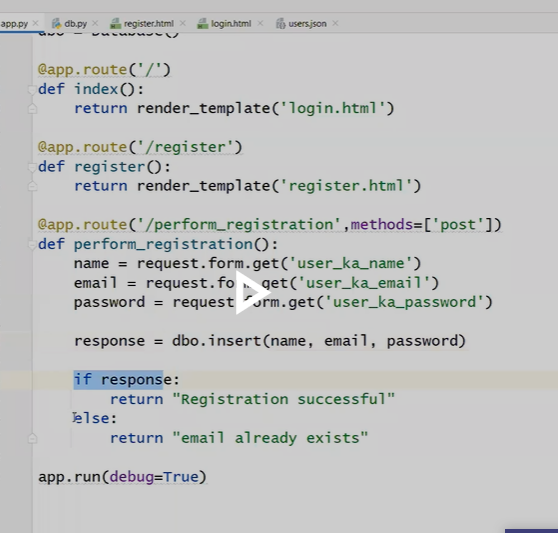 app.py db.py register.html login.html users.json
dbo = Database()
@app.route('/')
def index():
    return render_template('login.html')
@app.route('/register')
def register():
    return render_template('register.html')
@app.route('/perform_registration',methods=['post'])
def perform_registration():
    name = request.form.get('user_ka_name')
    email = request.form.get('user_ka_email')
    password = request.form.get('user_ka_password')
    response = dbo.insert(name, email, password)
    if response:
        return "Registration successful"
    else:
        return "email already exists"
app.run(debug=True)